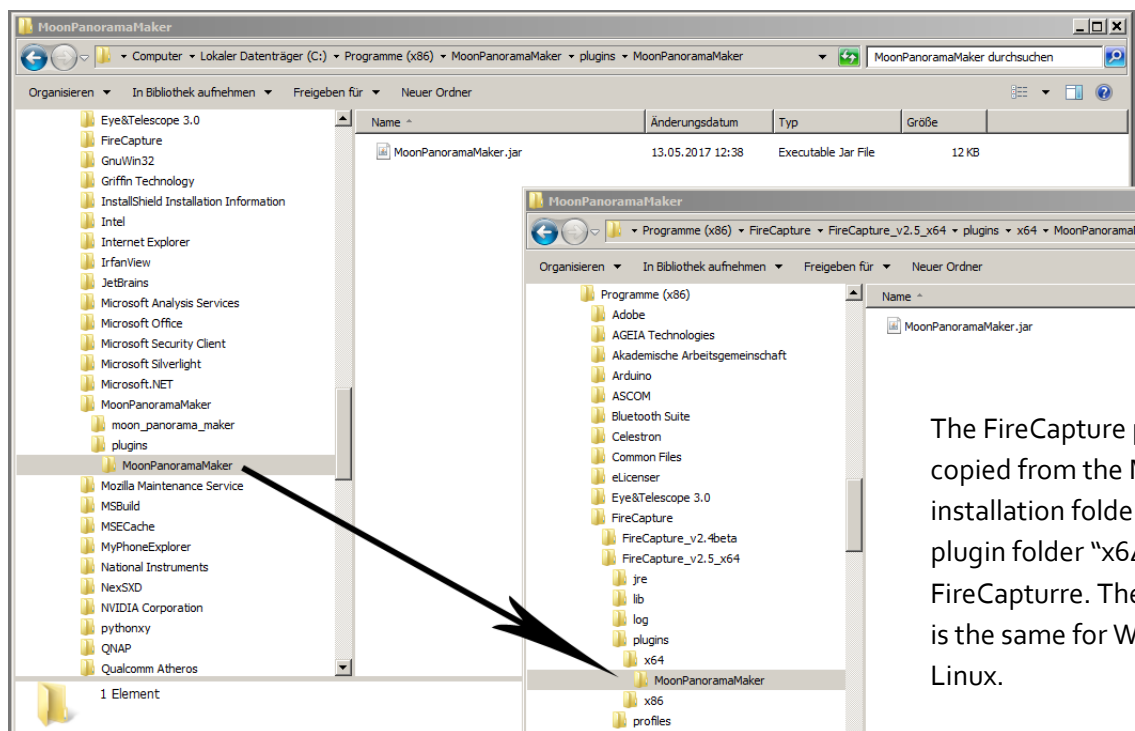 MoonPanoramaMaker
Computer Lokaler Datenträger (C:) Programme (x86) MoonPanoramaMaker plugins MoonPanoramaMaker
MoonPanoramaMaker durchsuchen
Organisieren In Bibliothek aufnehmen Freigeben für Neuer Ordner
Eye&Telescope 3.0
FireCapture
GnuWin32
Griffin Technology
InstallShield Installation Information
Intel
Internet Explorer
IrfanView
JetBrains
Microsoft Analysis Services
Microsoft Office
Microsoft Security Client
Microsoft Silverlight
Microsoft.NET
MoonPanoramaMaker
moon_panorama_maker
plugins
MoonPanoramaMaker
Mozilla Maintenance Service
MSBuild
MSECache
MyPhoneExplorer
National Instruments
NexSXD
NVIDIA Corporation
pythonxy
QNAP
Qualcomm Atheros
1 Element
Name Änderungsdatum Typ Größe
MoonPanoramaMaker.jar 13.05.2017 12:38 Executable Jar File 12 KB
MoonPanoramaMaker
Programme (x86) FireCapture FireCapture_v2.5_x64 plugins x64 MoonPanorama
Organisieren In Bibliothek aufnehmen Freigeben für Neuer Ordner
Programme (x86)
Adobe
AGEIA Technologies
Akademische Arbeitsgemeinschaft
Arduino
ASCOM
Bluetooth Suite
Celestron
Common Files
eLicenser
Eye&Telescope 3.0
FireCapture
FireCapture_v2.4beta
FireCapture_v2.5_x64
jre
lib
log
plugins
x64
MoonPanoramaMaker
x86
profiles
Name
MoonPanoramaMaker.jar
The FireCapture p
copied from the
installation folde
plugin folder “x64
FireCapturre. The
is the same for W
Linux.